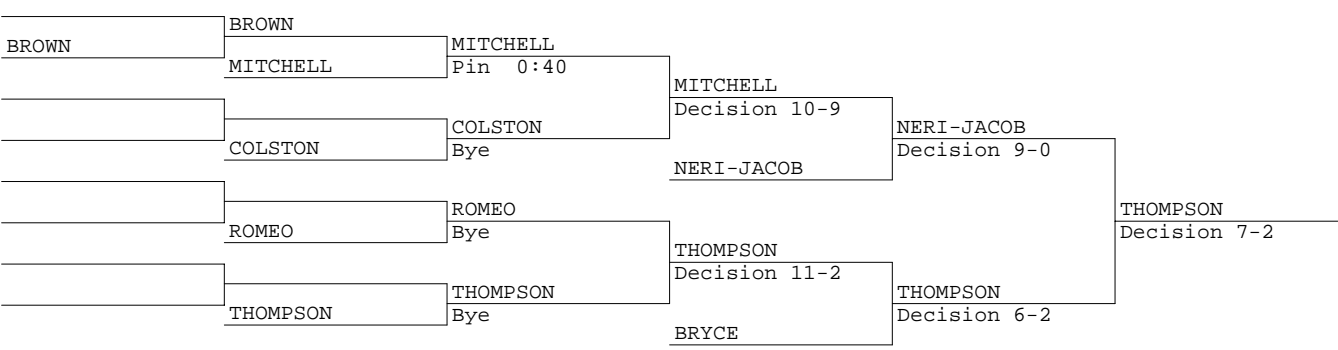 BROWN
BROWN
MITCHELL
MITCHELL
Pin 0:40
MITCHELL
Decision 10-9
COLSTON
COLSTON
Bye
NERI-JACOB
Decision 9-0
NERI-JACOB
ROMEO
ROMEO
Bye
THOMPSON
Decision 7-2
THOMPSON
Decision 11-2
THOMPSON
THOMPSON
Bye
THOMPSON
Decision 6-2
BRYCE